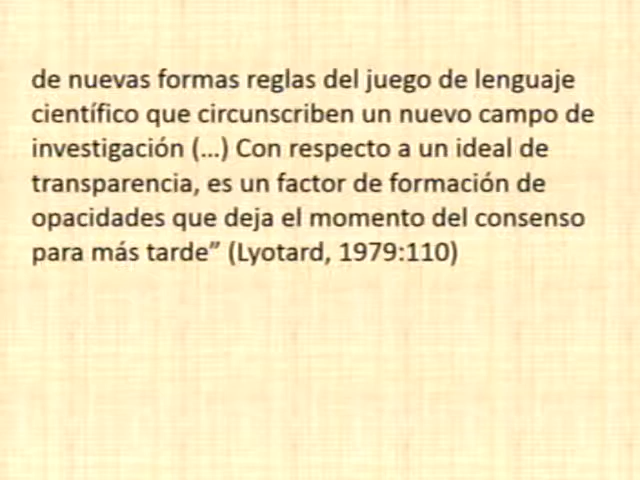 de nuevas formas reglas del juego de lenguaje
científico que circunscriben un nuevo campo de
investigación (...) Con respecto a un ideal de
transparencia, es un factor de formación de
opacidades que deja el momento del consenso
para más tarde” (Lyotard, 1979:110)